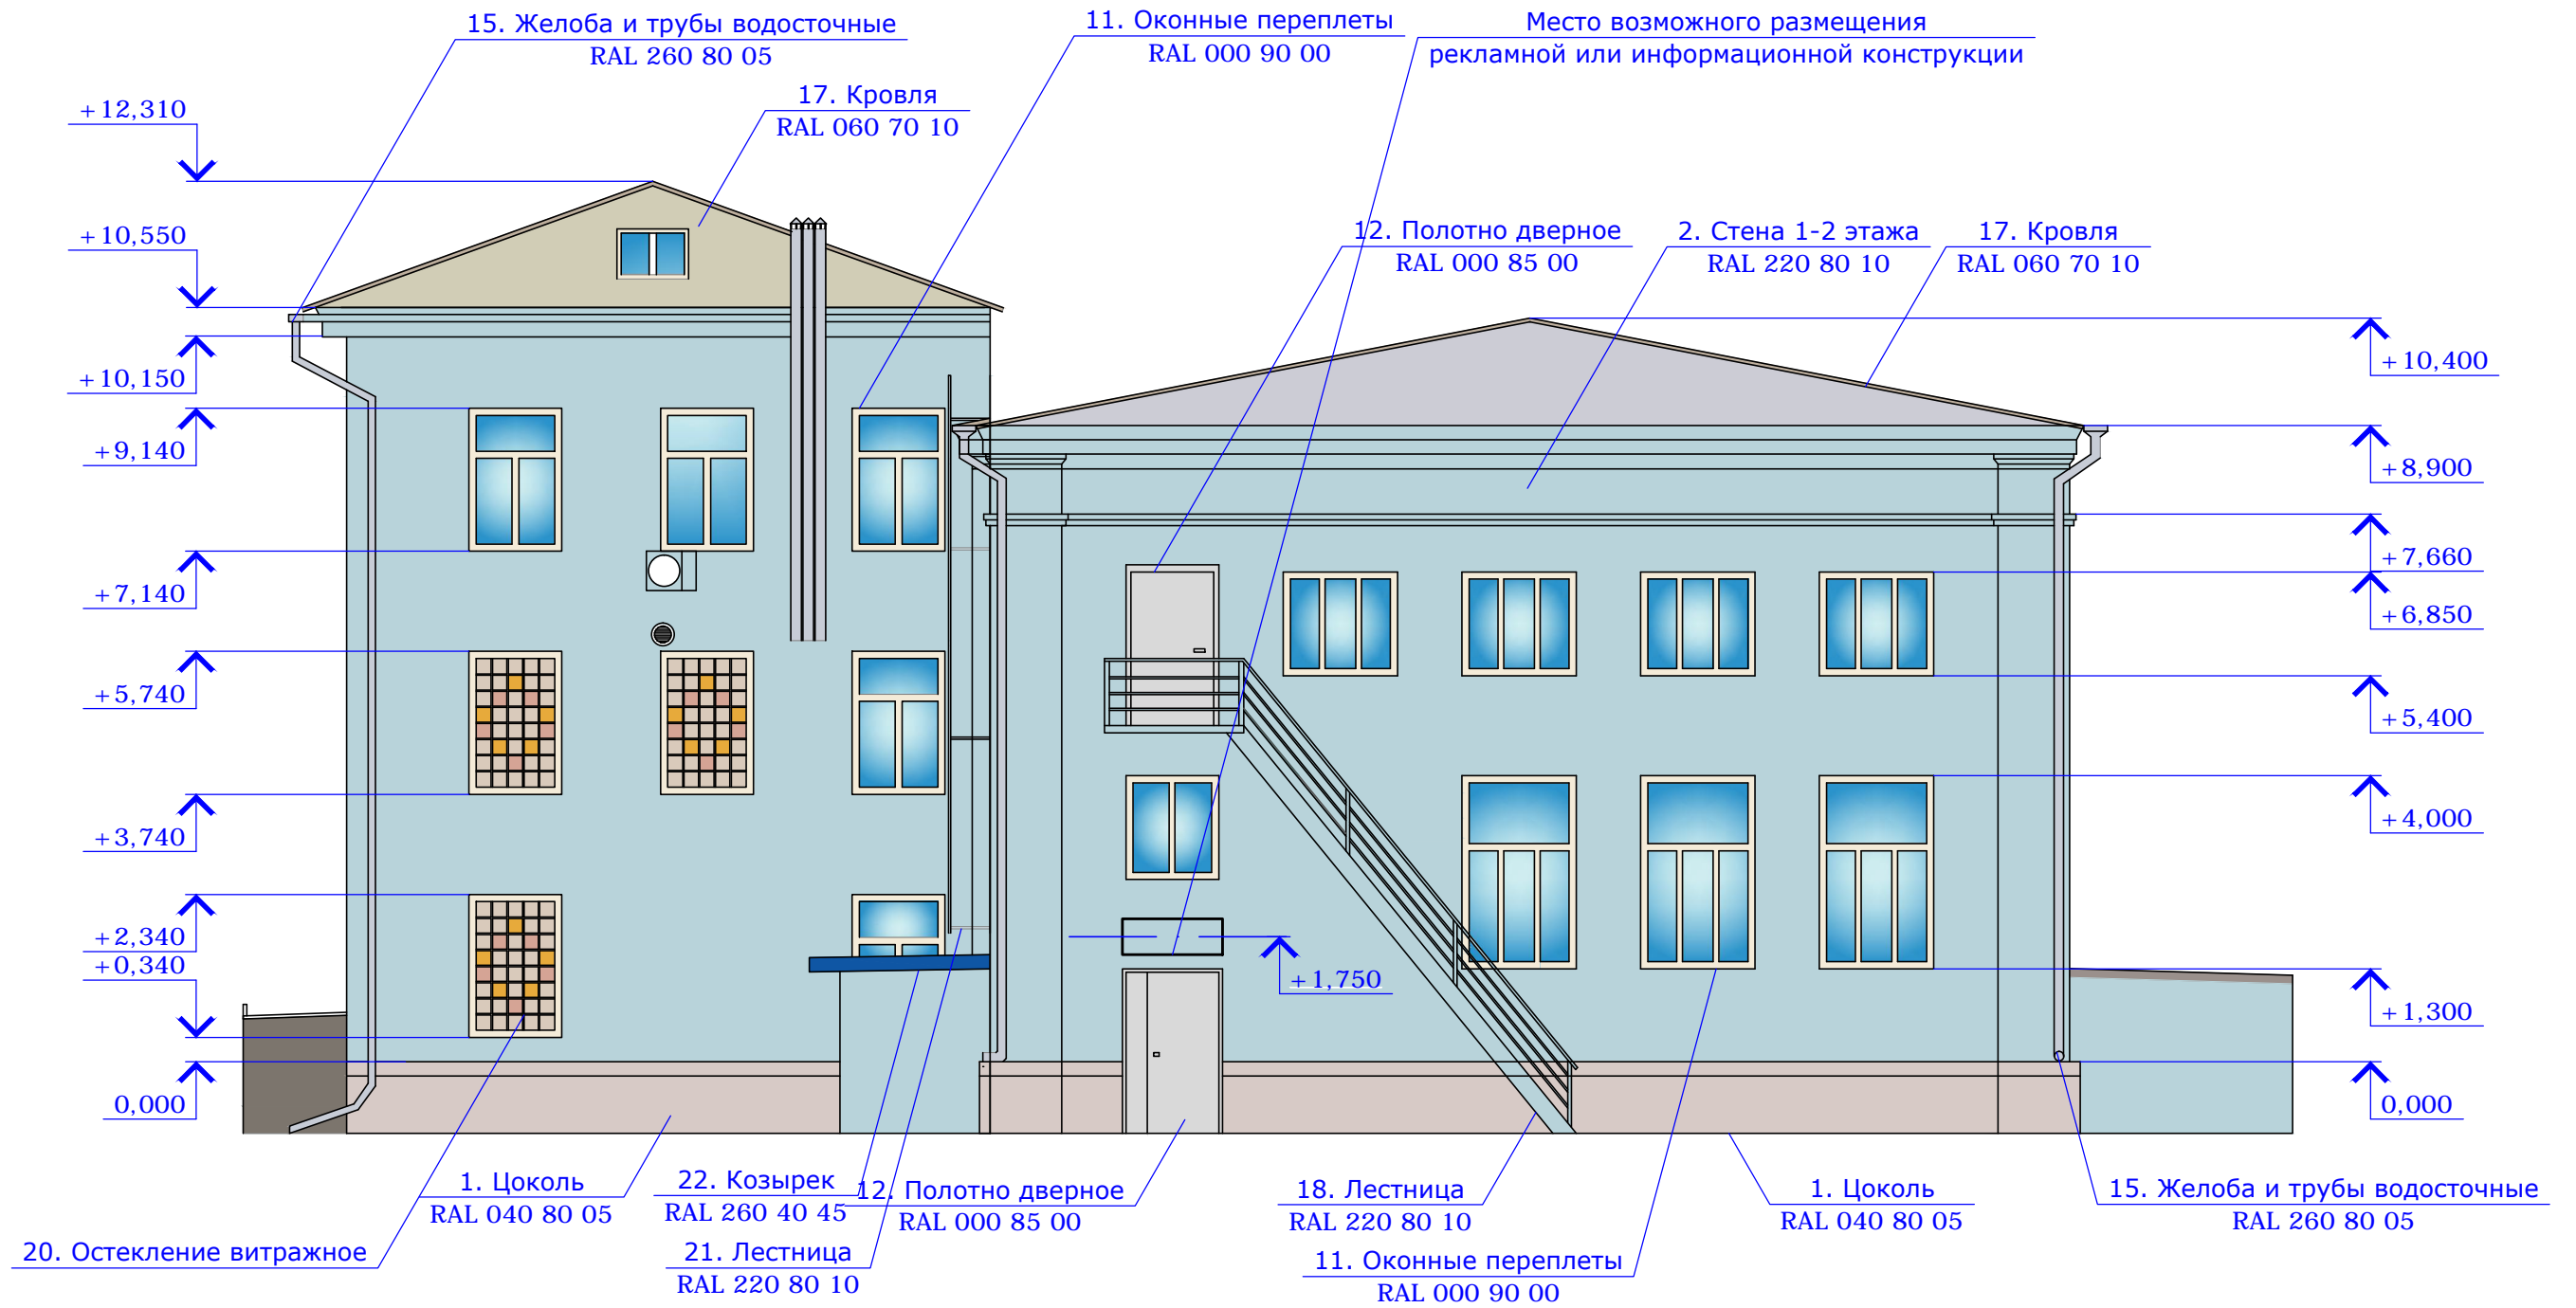 15. Желоба и трубы водосточные
RAL 260 80 05
11. Оконные переплеты
RAL 000 90 00
Место возможного размещения
рекламной или информационной конструкции
17. Кровля
RAL 060 70 10
12. Полотно дверное
RAL 000 85 00
2. Стена 1-2 этажа
RAL 220 80 10
17. Кровля
RAL 060 70 10
+12,310
+10,550
+10,150
+9,140
+7,140
+5,740
+3,740
+2,340
+0,340
0,000
+1,750
+10,400
+8,900
+7,660
+6,850
+5,400
+4,000
+1,300
0,000
1. Цоколь
RAL 040 80 05
22. Козырек
RAL 260 40 45
12. Полотно дверное
RAL 000 85 00
18. Лестница
RAL 220 80 10
1. Цоколь
RAL 040 80 05
15. Желоба и трубы водосточные
RAL 260 80 05
20. Остекление витражное
21. Лестница
RAL 220 80 10
11. Оконные переплеты
RAL 000 90 00